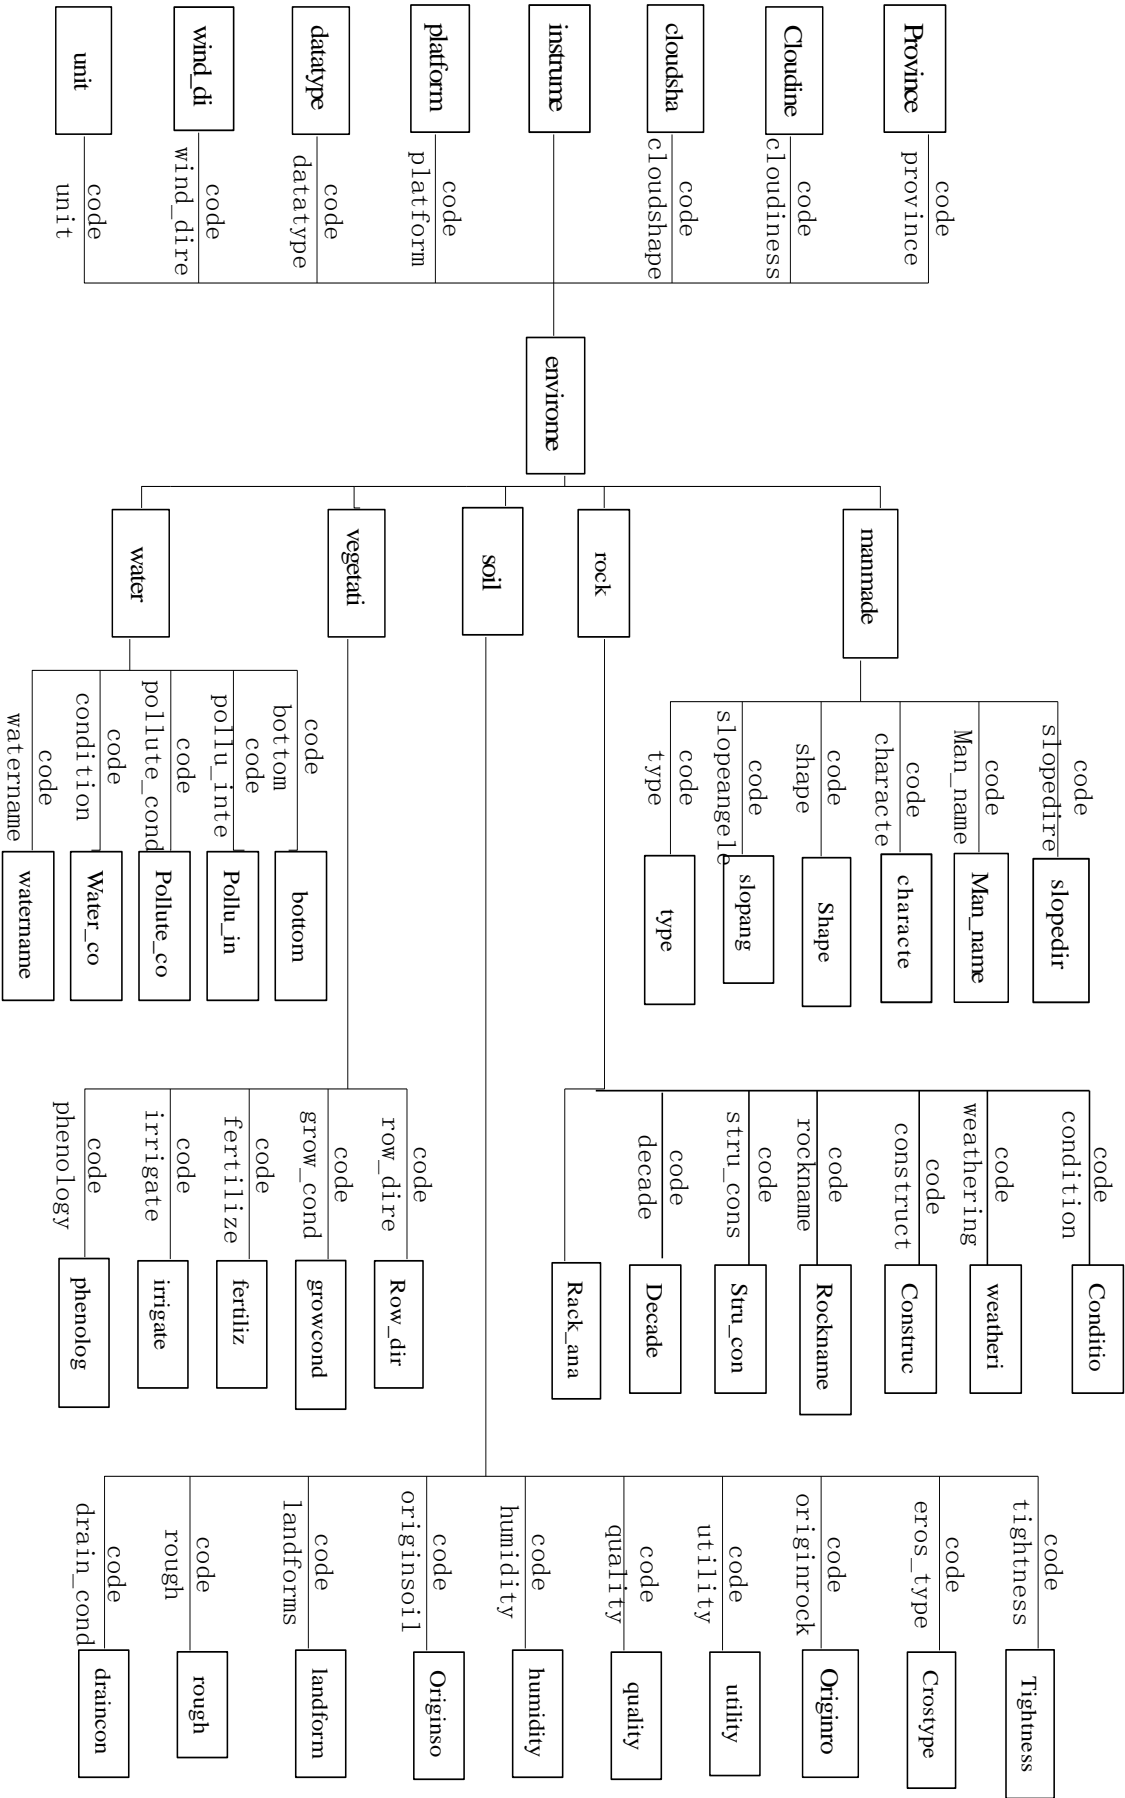 Province
code
province
Cloudine
code
cloudiness
cloudsha
code
cloudshape
instrume
platform
code
platform
datatype
code
datatype
wind_di
code
wind_dire
unit
code
unit
envirome
manmade
rock
soil
vegetati
water
code
slopedire
slopedir
code
Man_name
Man_name
code
characte
characte
code
shape
Shape
code
slopeangele
slopang
code
type
type
code
bottom
bottom
code
pollu_inte
Pollu_in
code
pollute_cond
Pollute_co
code
condition
Water_co
code
watername
watername
code
condition
Conditio
code
weathering
weatheri
code
construct
Construc
code
rockname
Rockname
code
stru_cons
Stru_con
code
decade
Decade
Rack_ana
code
row_dire
Row_dir
code
grow_cond
growcond
code
fertilize
fertiliz
code
irrigate
irrigate
code
phenology
phenolog
code
tightness
Tightness
code
eros_type
Crostype
code
originrock
Originro
code
utility
utility
code
quality
quality
code
humidity
humidity
code
originsoil
Originso
code
landforms
landform
code
rough
rough
code
drain_cond
draincon